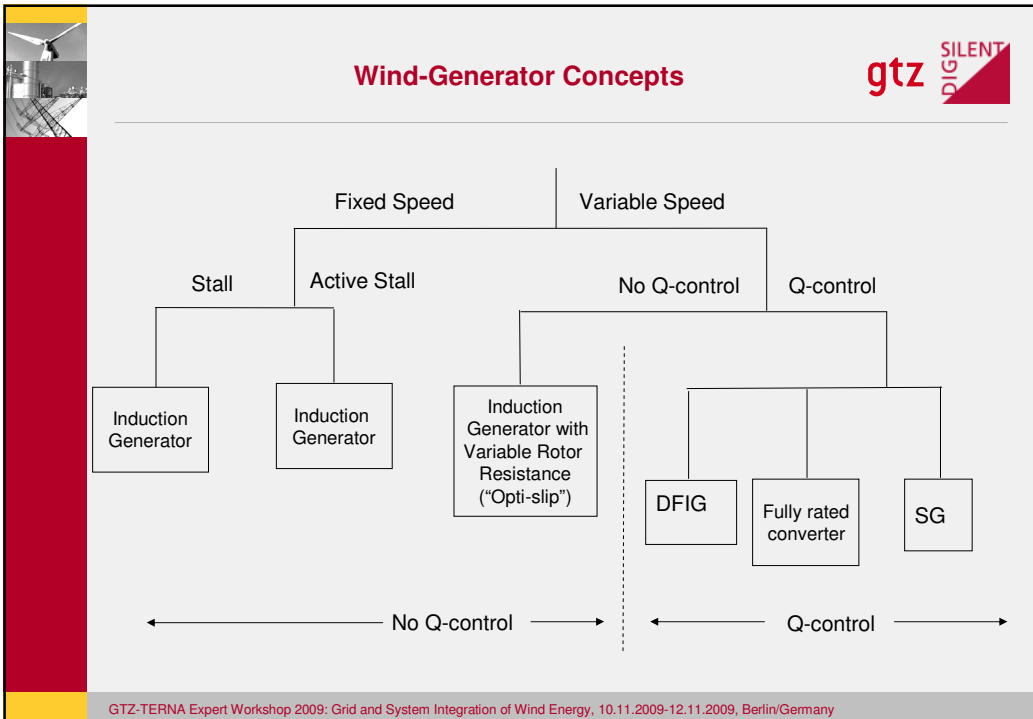 Wind-Generator Concepts
gtz
DIG
SILENT
Fixed Speed
Variable Speed
Stall
Active Stall
No Q-control
Q-control
Induction
Generator
Induction
Generator
Induction
Generator with
Variable Rotor
Resistance
(“Opti-slip”)
DFIG
Fully rated
converter
SG
No Q-control
Q-control
GTZ-TERNA Expert Workshop 2009: Grid and System Integration of Wind Energy, 10.11.2009-12.11.2009, Berlin/Germany